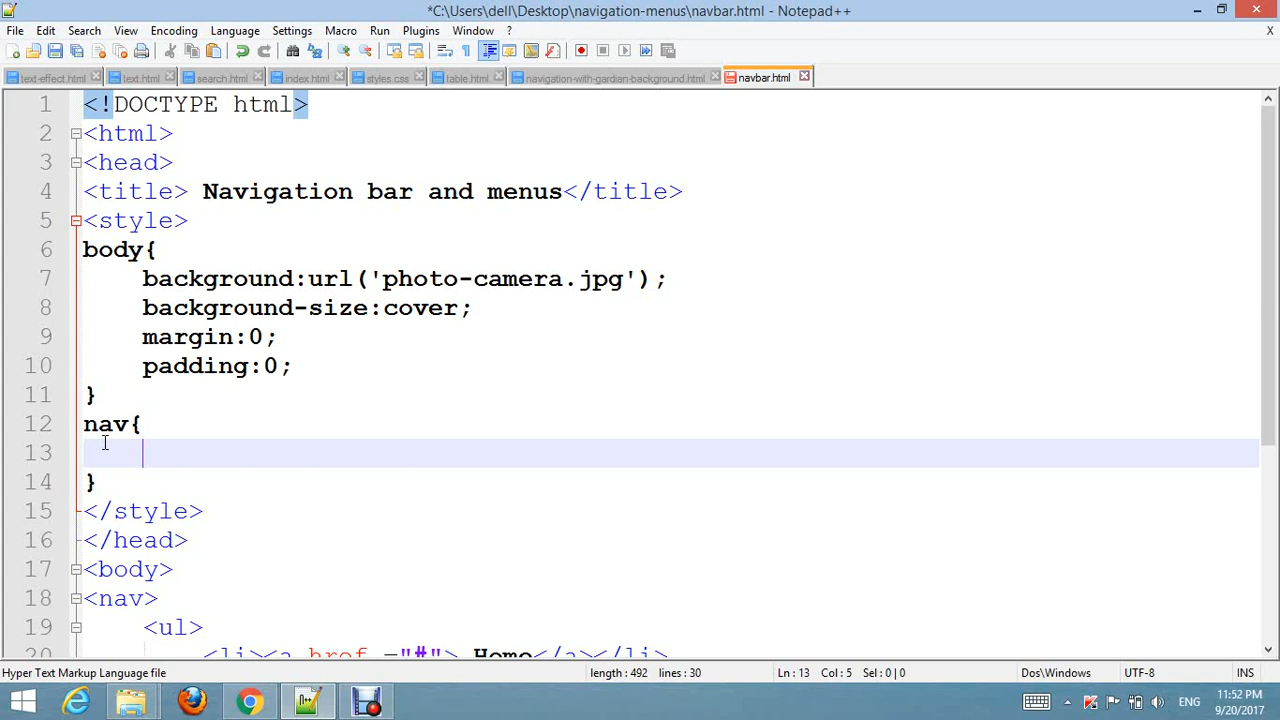 *C:\Users\dell\Desktop\navigation-menus\navbar.html - Notepad++
File Edit Search View Encoding Language Settings Macro Run Plugins Window ? X
text-effect.html text.html search.html index.html styles.css table.html navigation-with-gardian-background.html navbar.html
1 <!DOCTYPE html>
2 <html>
3 <head>
4 <title> Navigation bar and menus</title>
5 <style>
6 body{
7 background:url('photo-camera.jpg');
8 background-size:cover;
9 margin:0;
10 padding:0;
11 }
12 nav{
13
14 }
15 </style>
16 </head>
17 <body>
18 <nav>
19 <ul>
20 <li><a href ="#"> Home</a></li>
Hyper Text Markup Language file length : 492 lines : 30 Ln : 13 Col : 5 Sel : 0 | 0 Dos\Windows UTF-8 INS
ENG
11:52 PM
9/20/2017